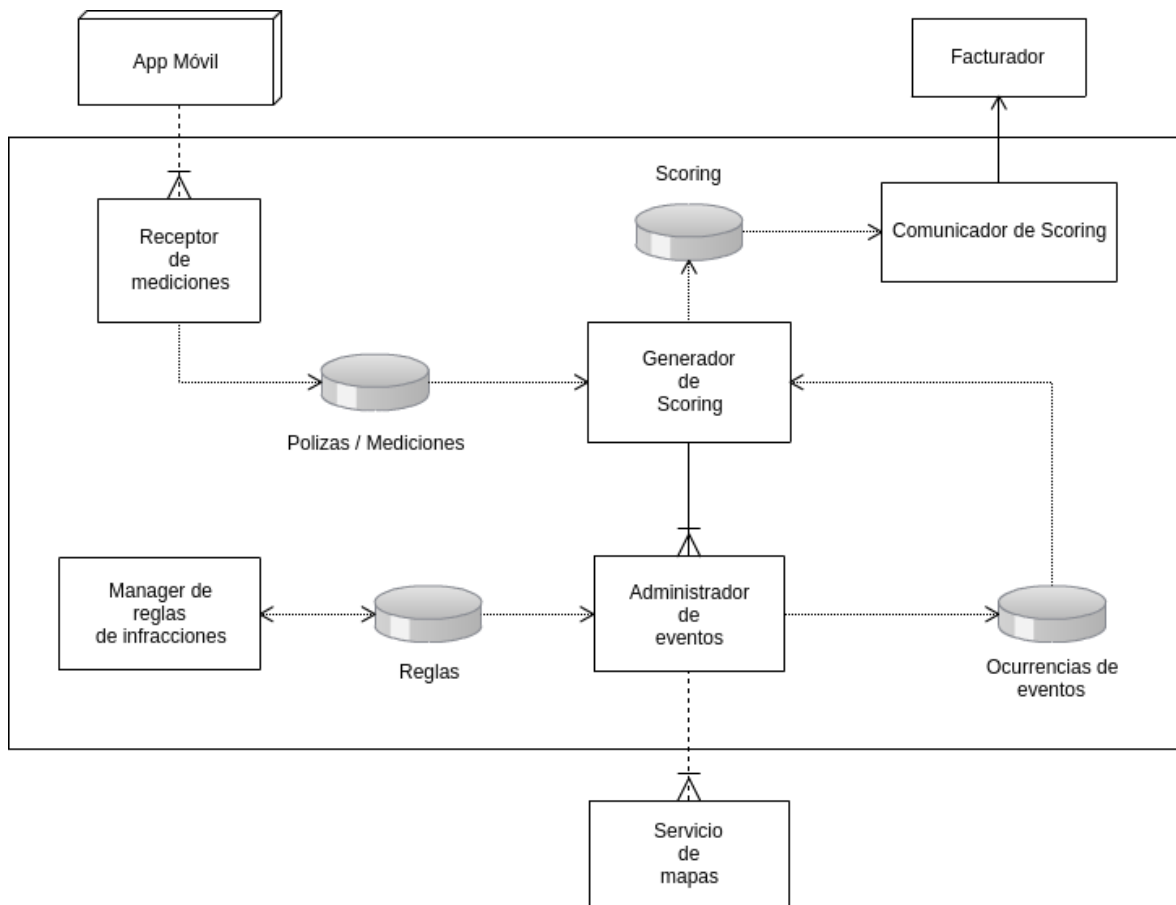 App Móvil
Facturador
Scoring
Receptor
de
mediciones
Comunicador de Scoring
Generador
de
Scoring
Polizas / Mediciones
Manager de
reglas
de infracciones
Administrador
de
eventos
Reglas
Ocurrencias de
eventos
Servicio
de
mapas